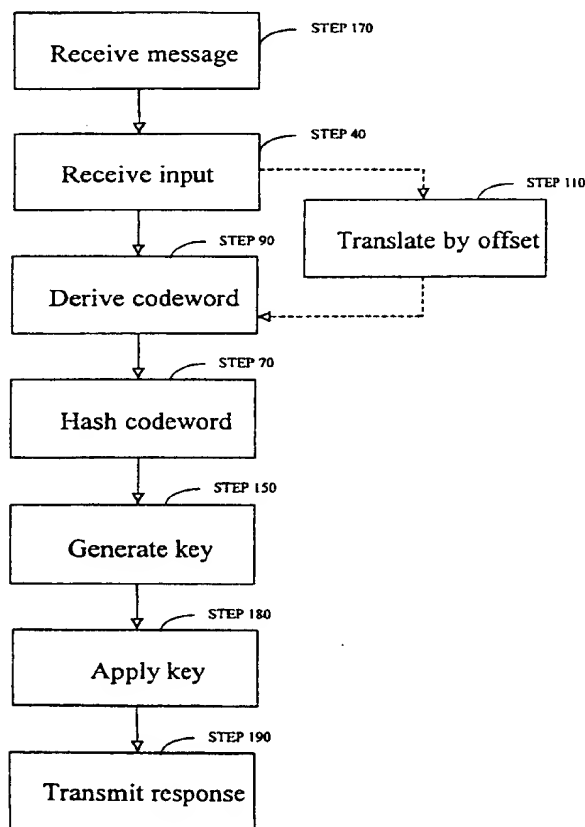 STEP 170
Receive message
STEP 40
Receive input
STEP 110
Translate by offset
STEP 90
Derive codeword
STEP 70
Hash codeword
STEP 150
Generate key
STEP 180
Apply key
STEP 190
Transmit response